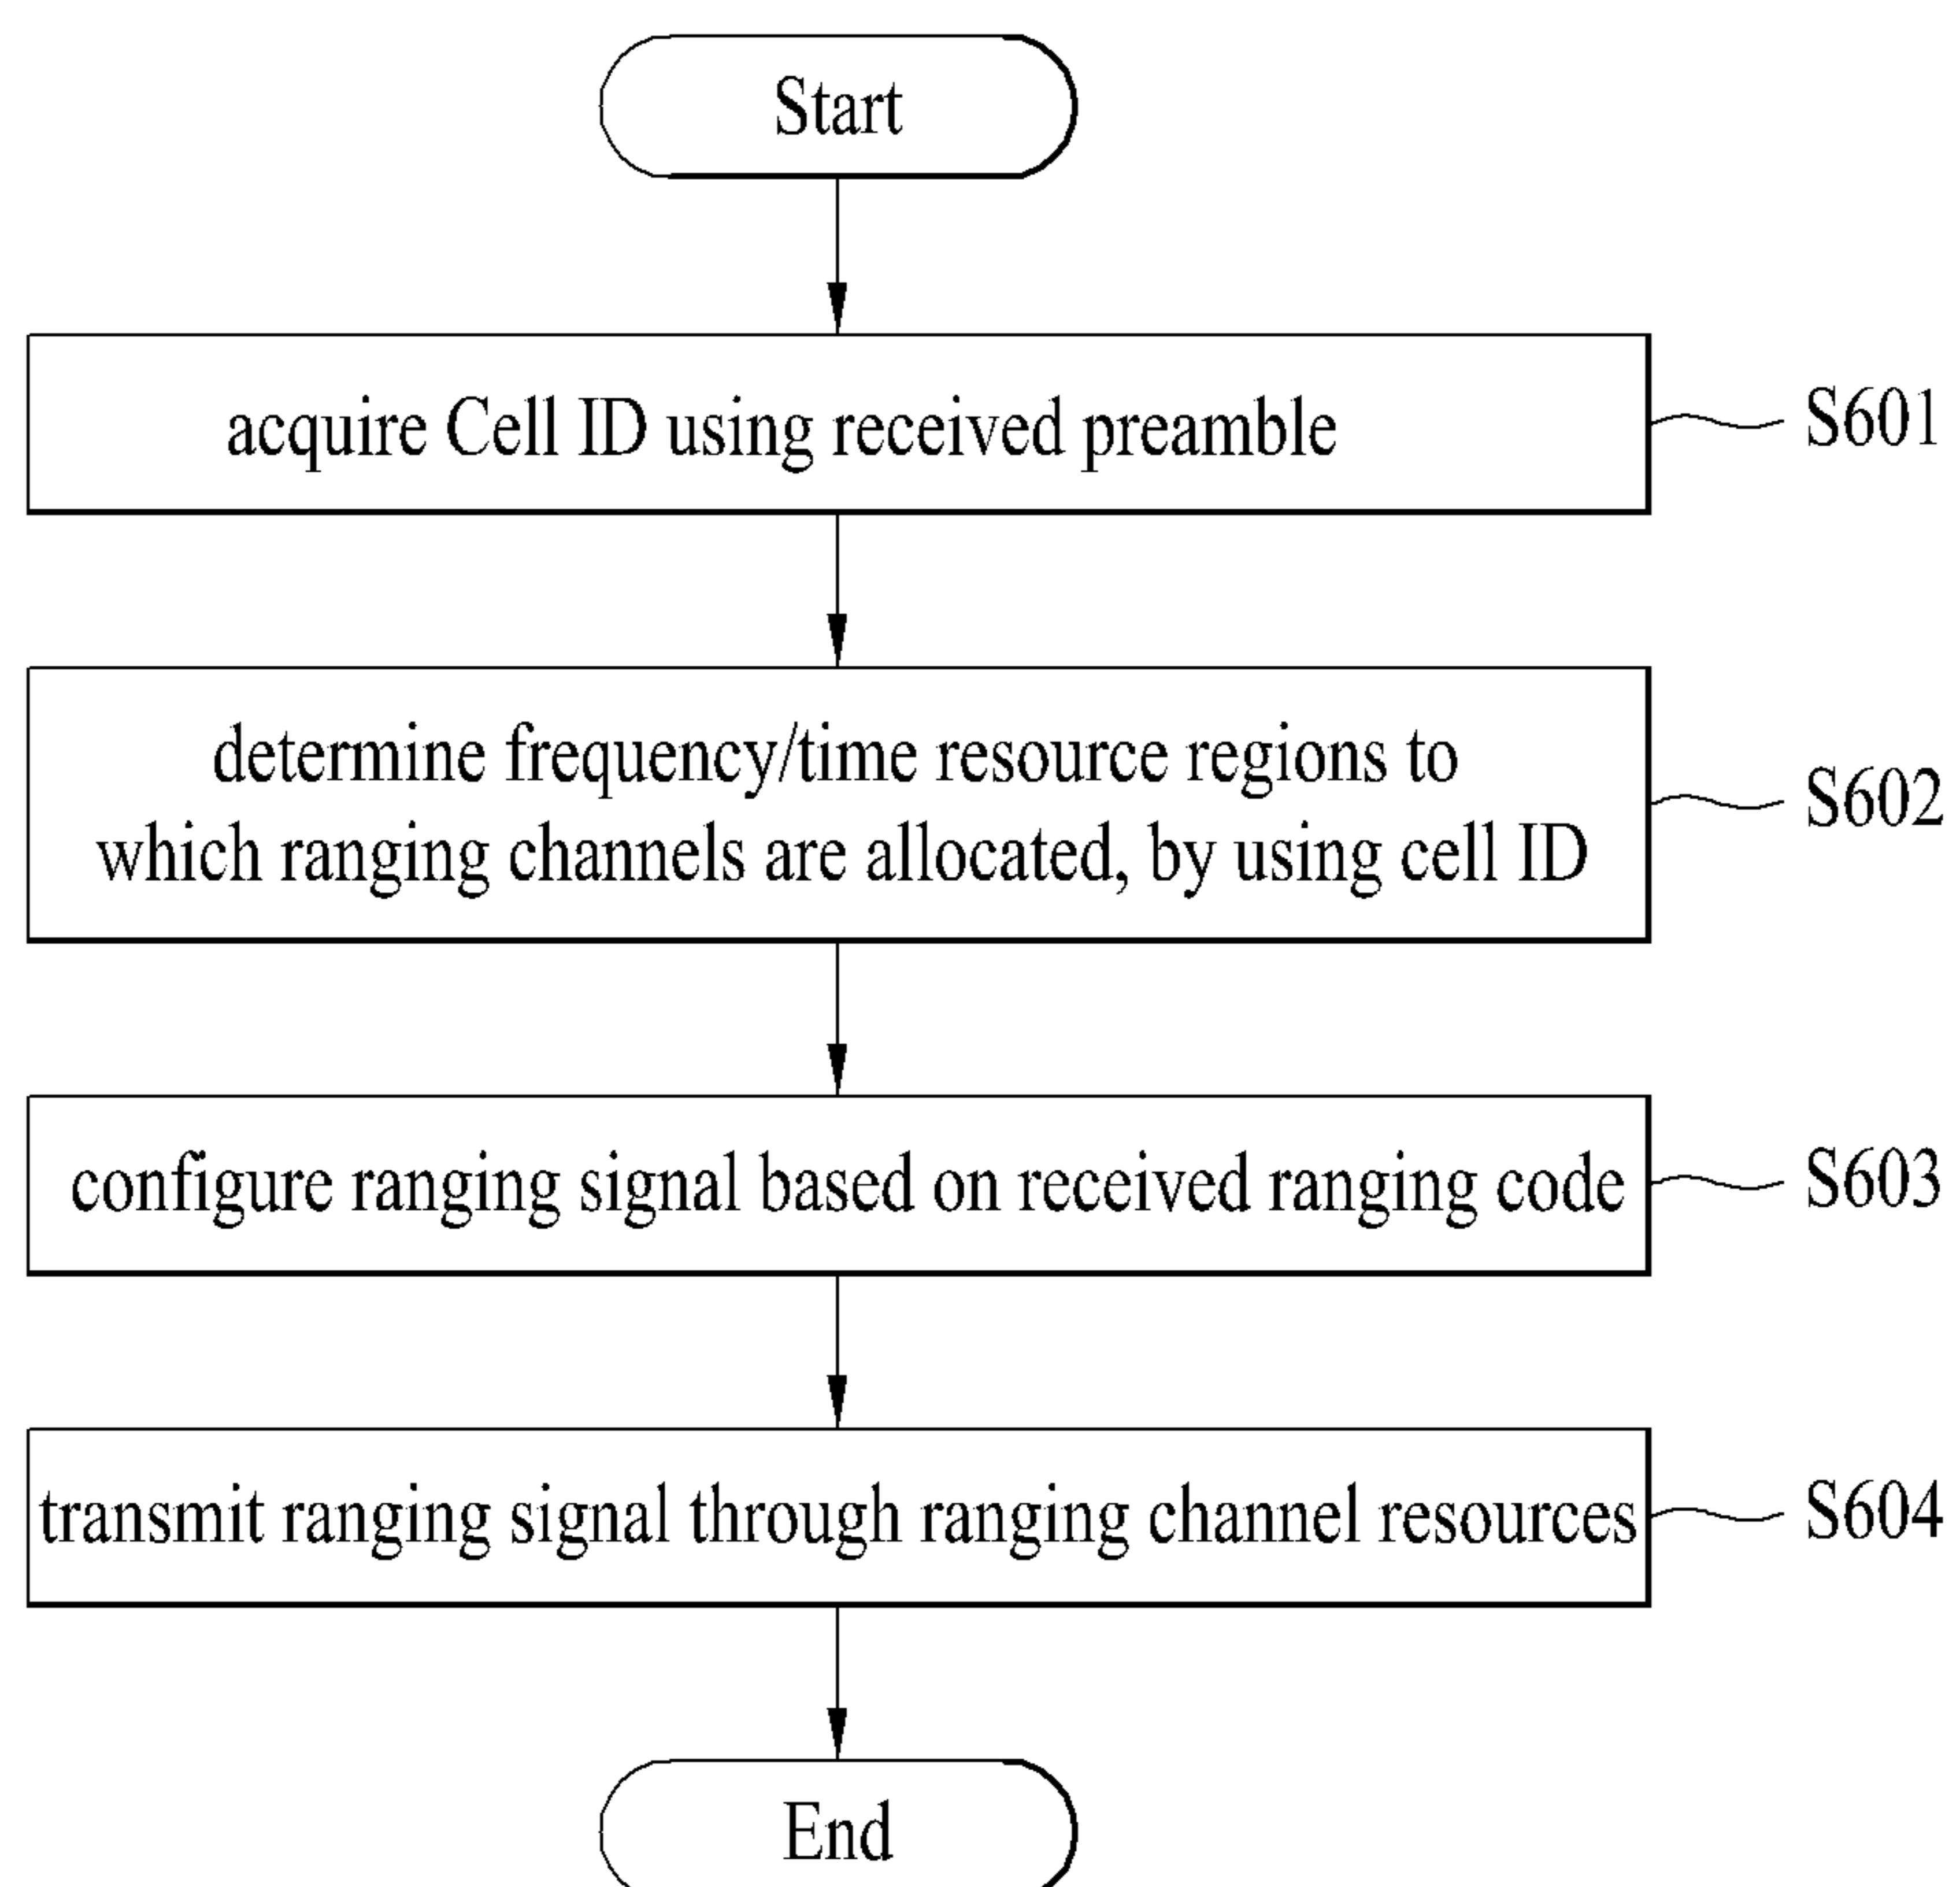 Start
acquire Cell ID using received preamble
S601
determine frequency/time resource regions to
which ranging channels are allocated, by using cell ID
S602
configure ranging signal based on received ranging code
S603
transmit ranging signal through ranging channel resources
S604
End